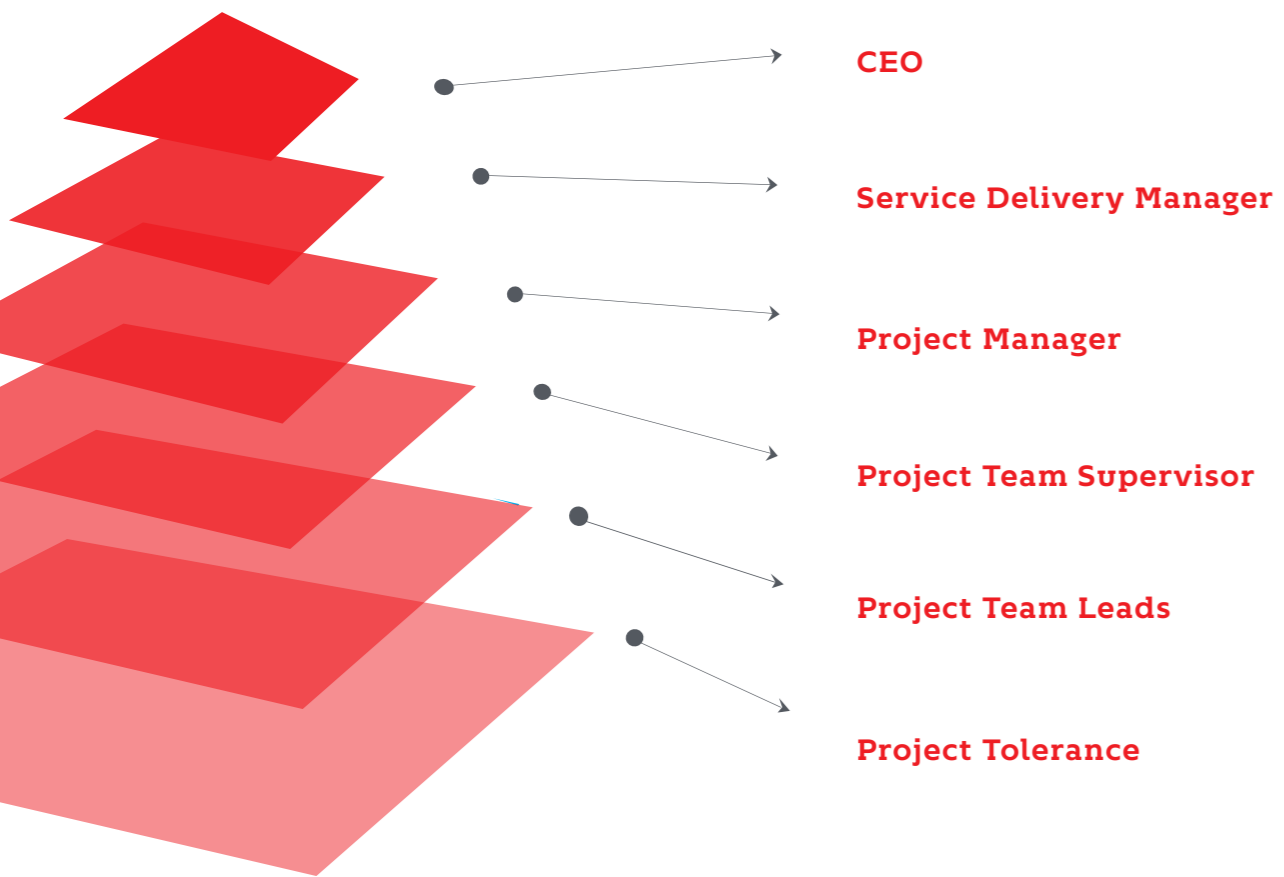 CEO
Service Delivery Manager
Project Manager
Project Team Supervisor
Project Team Leads
Project Tolerance